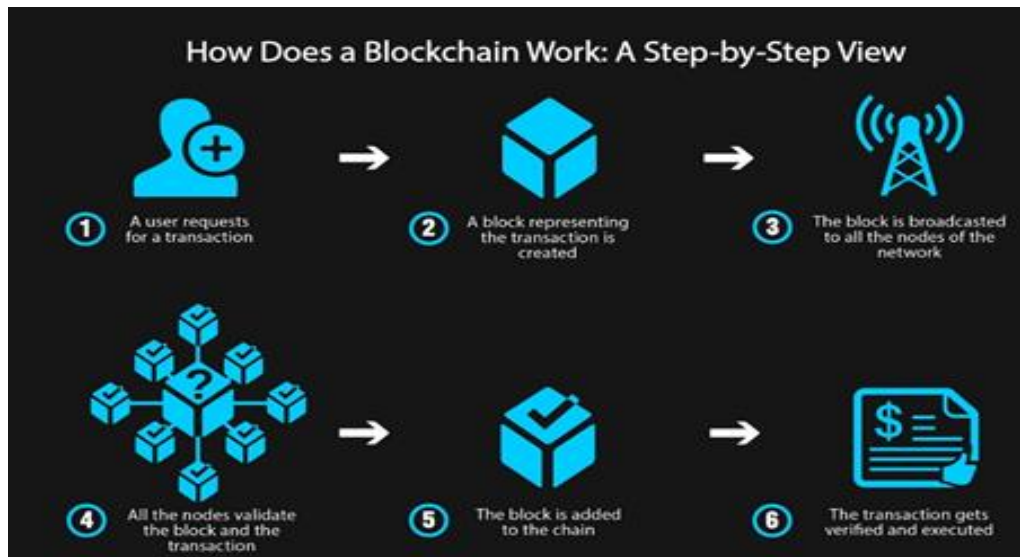 How Does a Blockchain Work: A Step-by-Step View
1
A user requests
for a transaction
2
A block representing
the transaction is
created
3
The block is broadcasted
to all the nodes of the
network
?
4
All the nodes validate
the block and the
transaction
5
The block is added
to the chain
$
6
The transaction gets
verified and executed